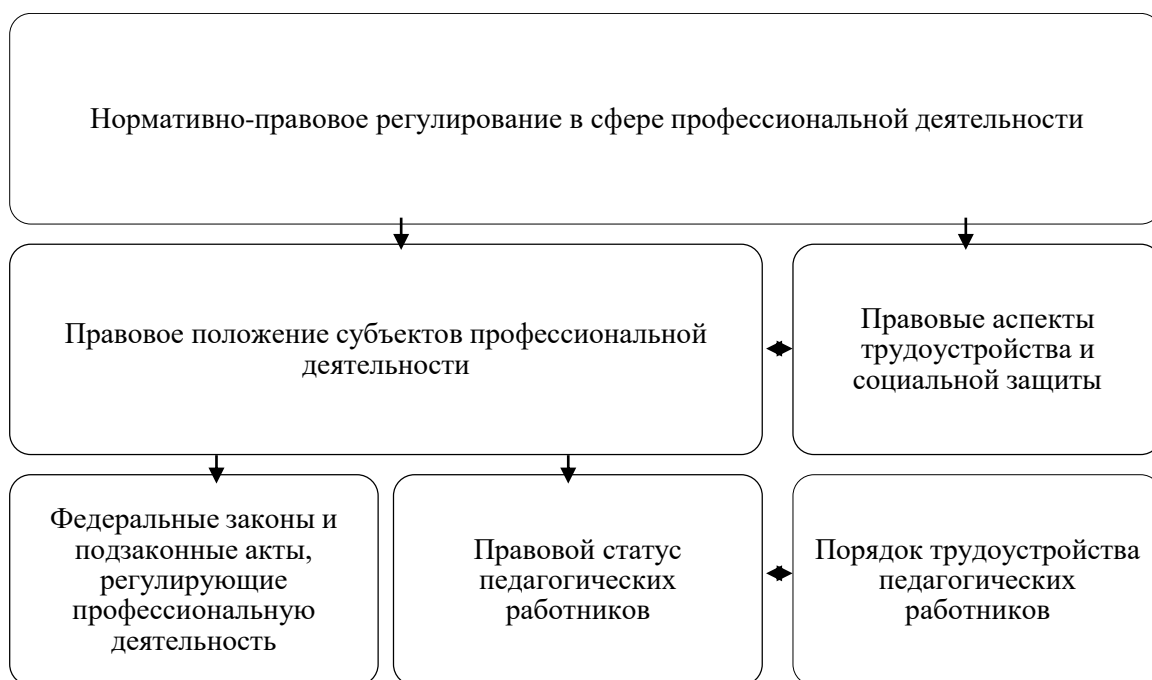 Нормативно-правовое регулирование в сфере профессиональной деятельности
Правовое положение субъектов профессиональной
деятельности
Правовые аспекты
трудоустройства и
социальной защиты
Федеральные законы и
подзаконные акты,
регулирующие
профессиональную
деятельность
Правовой статус
педагогических
работников
Порядок трудоустройства
педагогических
работников